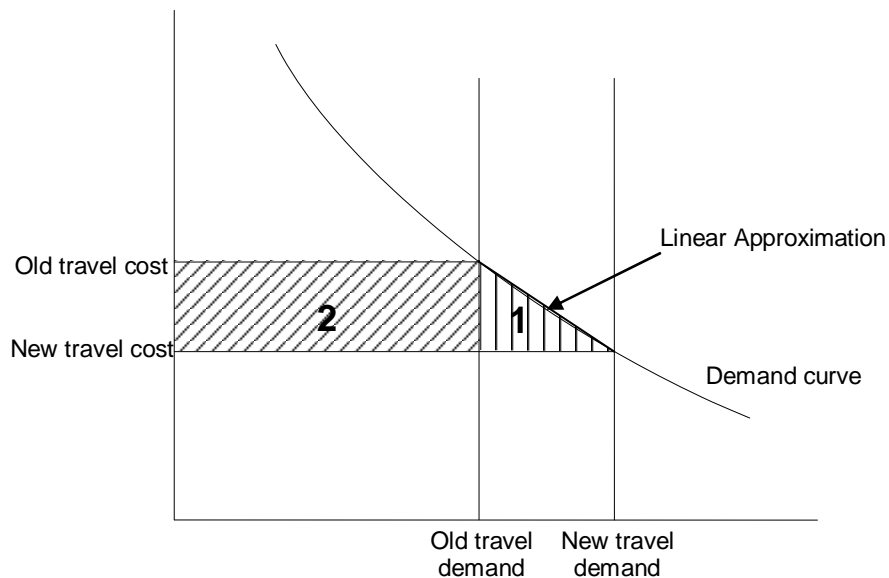 Linear Approximation
Old travel cost
2
1
New travel cost
Demand curve
Old travel
demand
New travel
demand